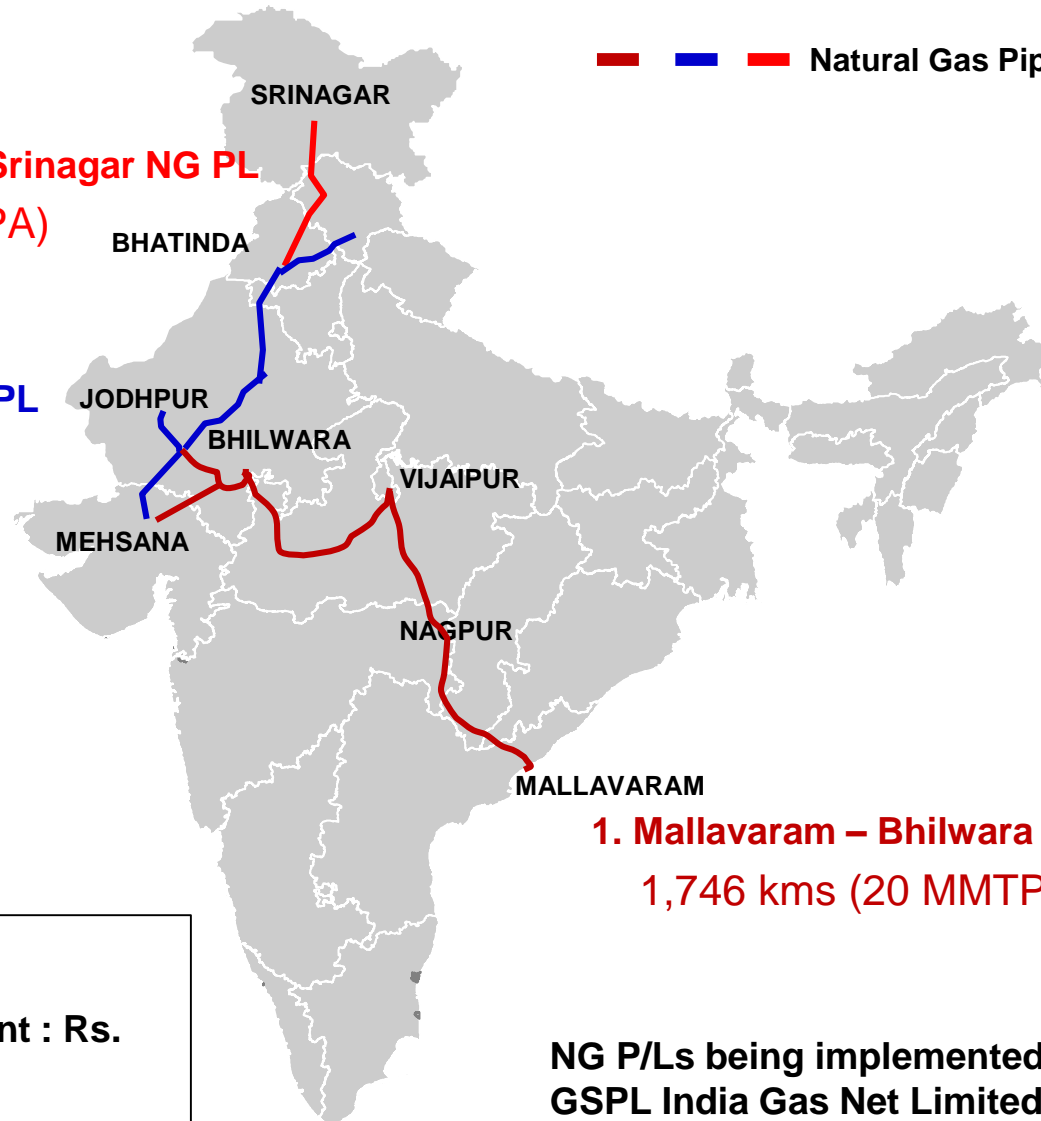 SRINAGAR
Natural Gas Pip
Srinagar NG PL
PA)
BHATINDA
PL
JODHPUR
BHILWARA
VIJAIPUR
MEHSANA
NAGPUR
MALLAVARAM
1. Mallavaram – Bhilwara
1,746 kms (20 MMTP
nt : Rs.
NG P/Ls being implemented
GSPL India Gas Net Limited